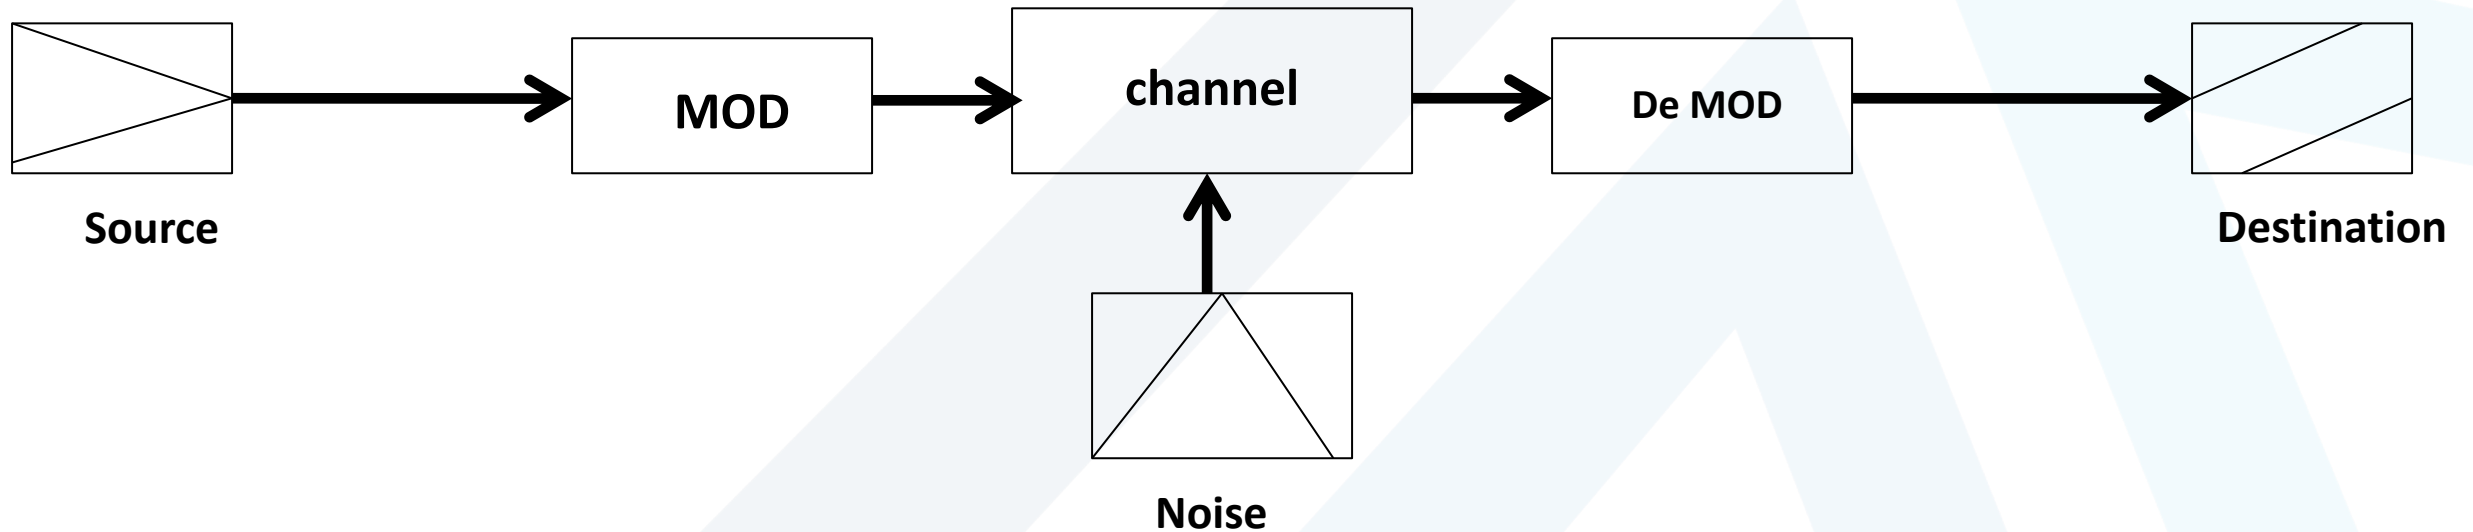 MOD
channel
De MOD
Source
Destination
Noise